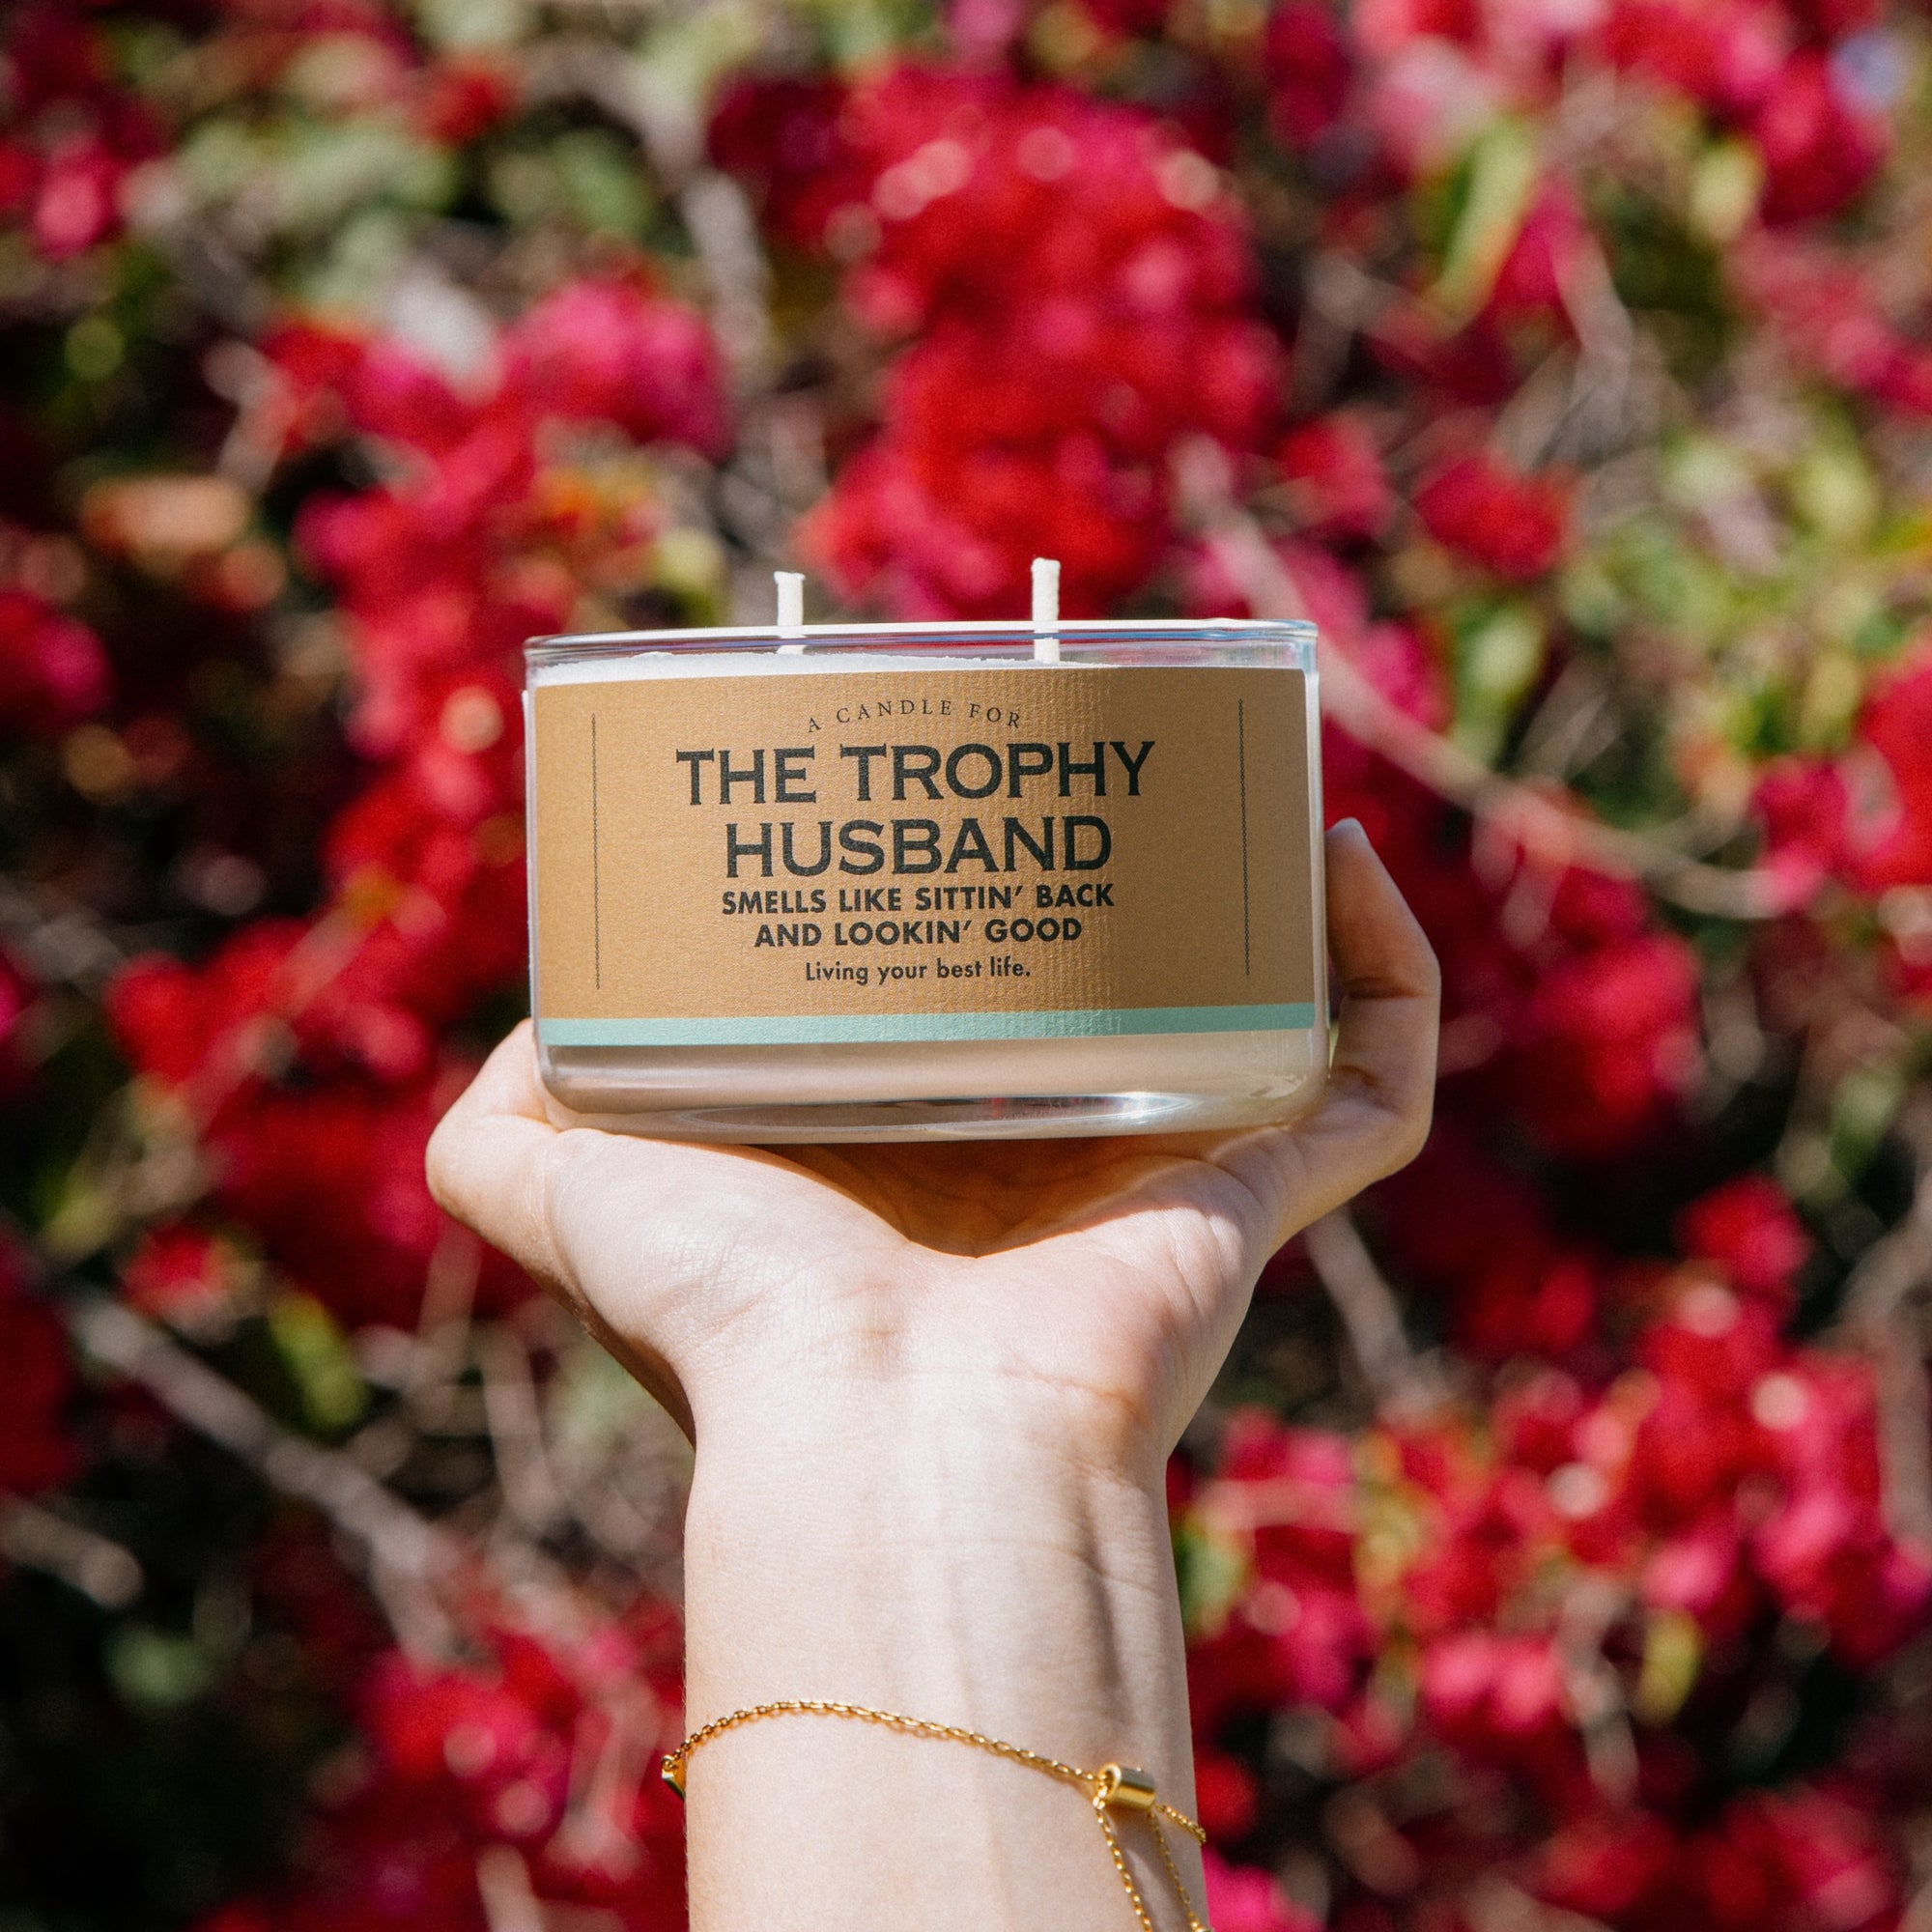 A CANDLE FOR
THE TROPHY
HUSBAND
SMELLS LIKE SITTIN’ BACK
AND LOOKIN’ GOOD
Living your best life.